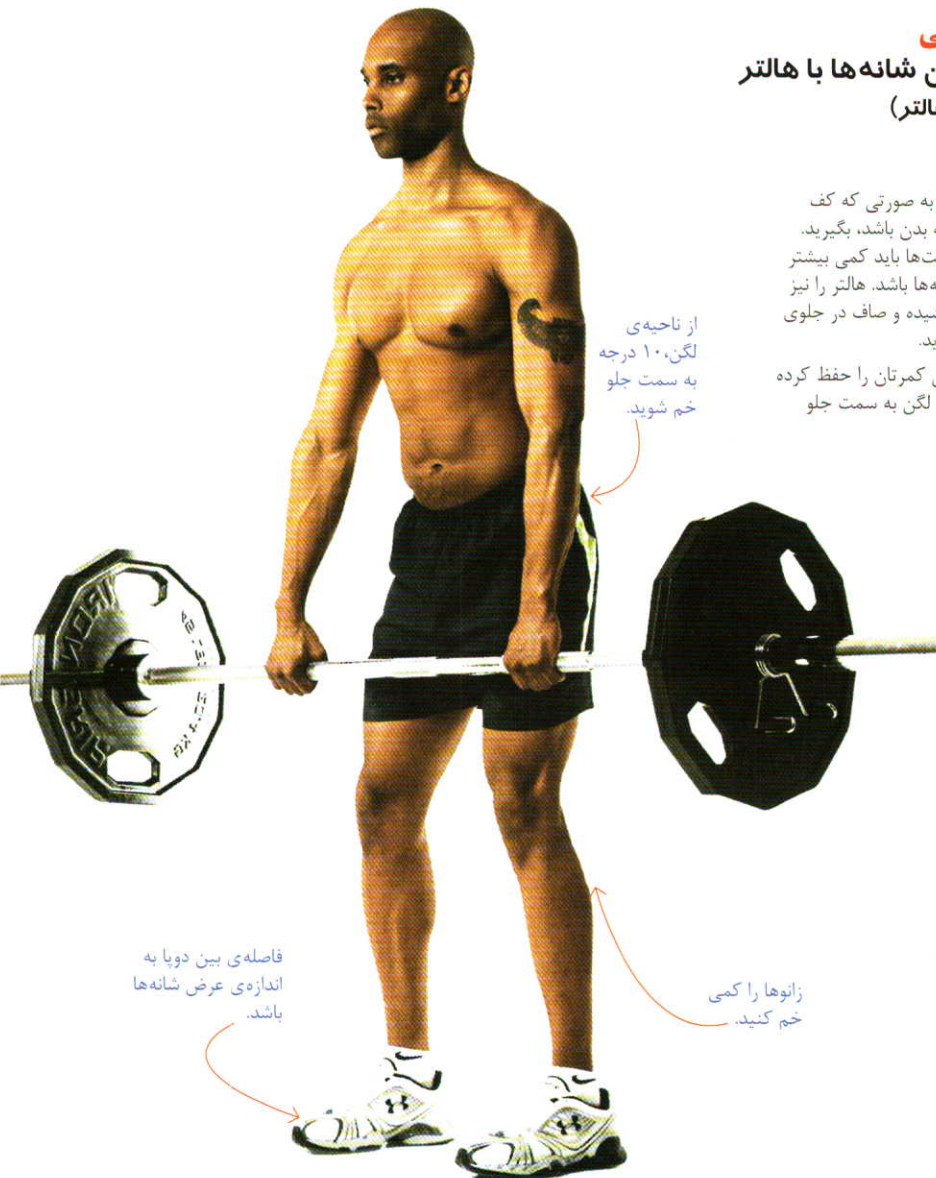 ی
ن شانه‌ها با هالتر
هالتر)
به صورتی که کف
بدن باشد، بگیرید.
ت‌ها باید کمی بیشتر
ه‌ها باشد. هالتر را نیز
شیده و صاف در جلوی
ید.
کمرتان را حفظ کرده
لگن به سمت جلو
از ناحیه‌ی
لگن، ۱۰ درجه
به سمت جلو
خم شوید.
فاصله‌ی بین دوپا به
اندازه‌ی عرض شانه‌ها
باشد.
زانوها را کمی
خم کنید.